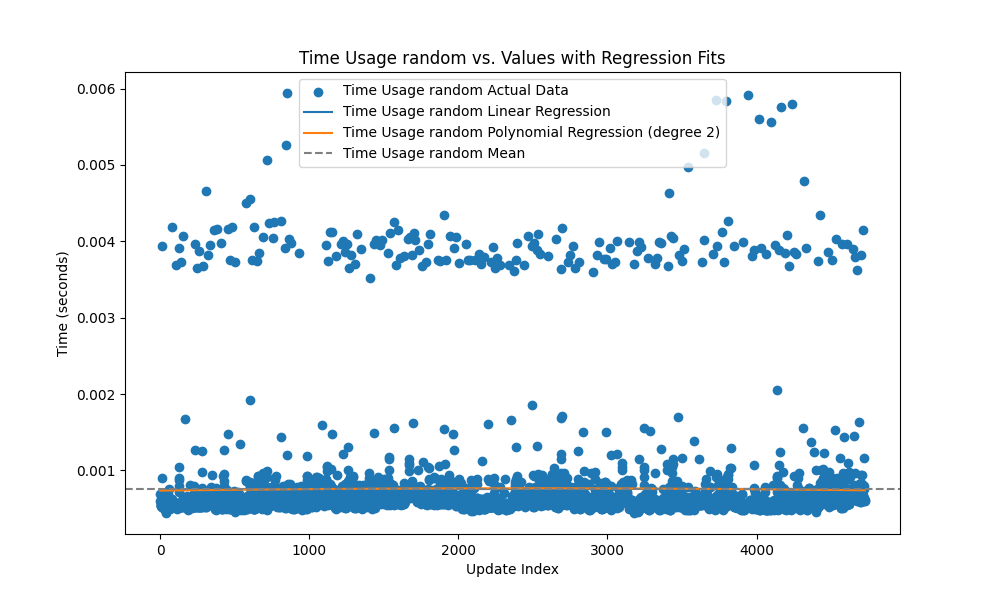 Time Usage random vs. Values with Regression Fits
Time Usage random Actual Data
Time Usage random Linear Regression
Time Usage random Polynomial Regression (degree 2)
Time Usage random Mean
Time (seconds)
0.006
0.005
0.004
0.003
0.002
0.001
0
1000
2000
3000
4000
Update Index